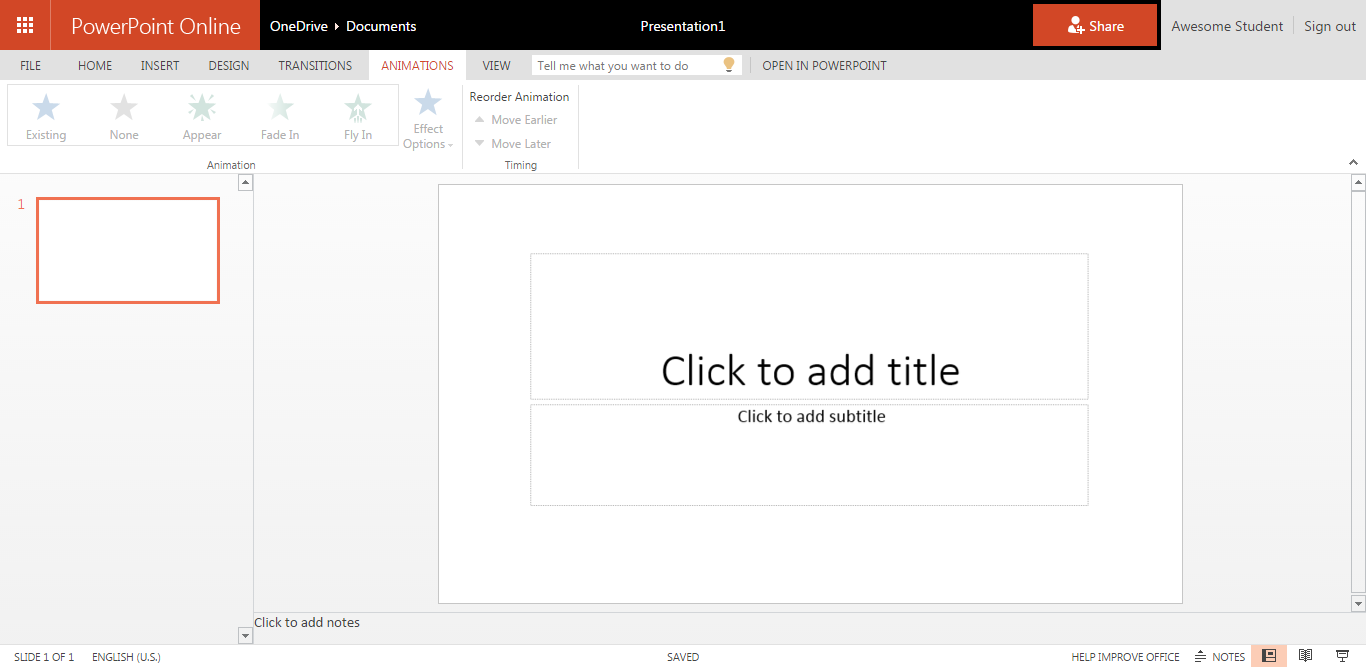 PowerPoint Online OneDrive Documents Presentation1 Share Awesome Student Sign out
FILE HOME INSERT DESIGN TRANSITIONS ANIMATIONS VIEW Tell me what you want to do OPEN IN POWERPOINT
Existing None Appear Fade In Fly In
Effect
Options
Animation
Reorder Animation
Move Earlier
Move Later
Timing
1
Click to add title
Click to add subtitle
Click to add notes
SLIDE 1 OF 1 ENGLISH (U.S.) SAVED HELP IMPROVE OFFICE NOTES